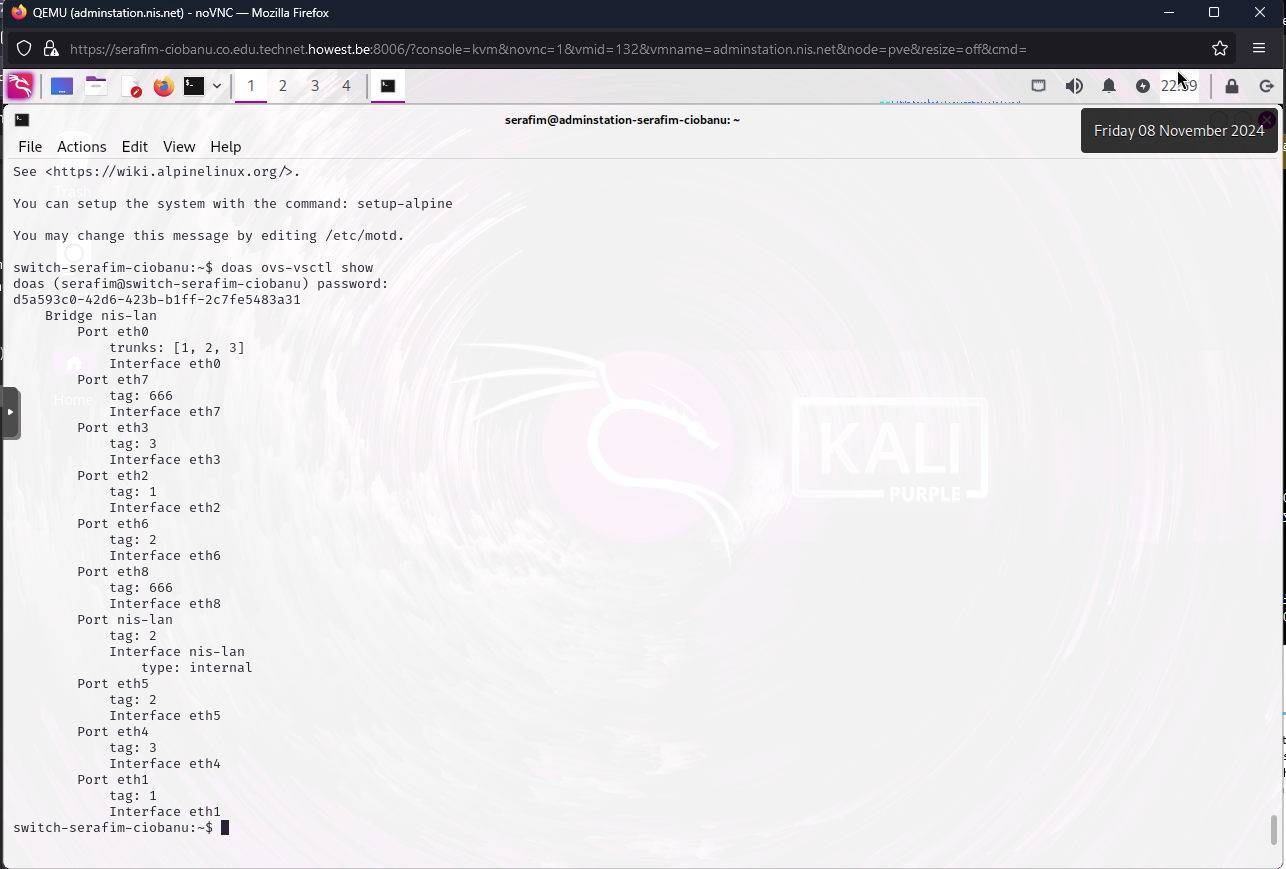 QEMU (adminstation.nis.net) - noVNC — Mozilla Firefox
https://serafim-ciobanu.co.edu.technet.howest.be:8006/?console=kvm&novnc=1&vmid=132&vmname=adminstation.nis.net&node=pve&resize=off&cmd=
1 2 3 4 22:59
serafim@adminstation-serafim-ciobanu: ~
Friday 08 November 2024
File Actions Edit View Help
See <https://wiki.alpinelinux.org/>.
You can setup the system with the command: setup-alpine
You may change this message by editing /etc/motd.
switch-serafim-ciobanu:~$ doas ovs-vsctl show
doas (serafim@switch-serafim-ciobanu) password:
d5a593c0-42d6-423b-b1ff-2c7fe5483a31
Bridge nis-lan
Port eth0
trunks: [1, 2, 3]
Interface eth0
Port eth7
tag: 666
Interface eth7
Port eth3
tag: 3
Interface eth3
Port eth2
tag: 1
Interface eth2
Port eth6
tag: 2
Interface eth6
Port eth8
tag: 666
Interface eth8
Port nis-lan
tag: 2
Interface nis-lan
type: internal
Port eth5
tag: 2
Interface eth5
Port eth4
tag: 3
Interface eth4
Port eth1
tag: 1
Interface eth1
switch-serafim-ciobanu:~$
Home
KALI
PURPLE